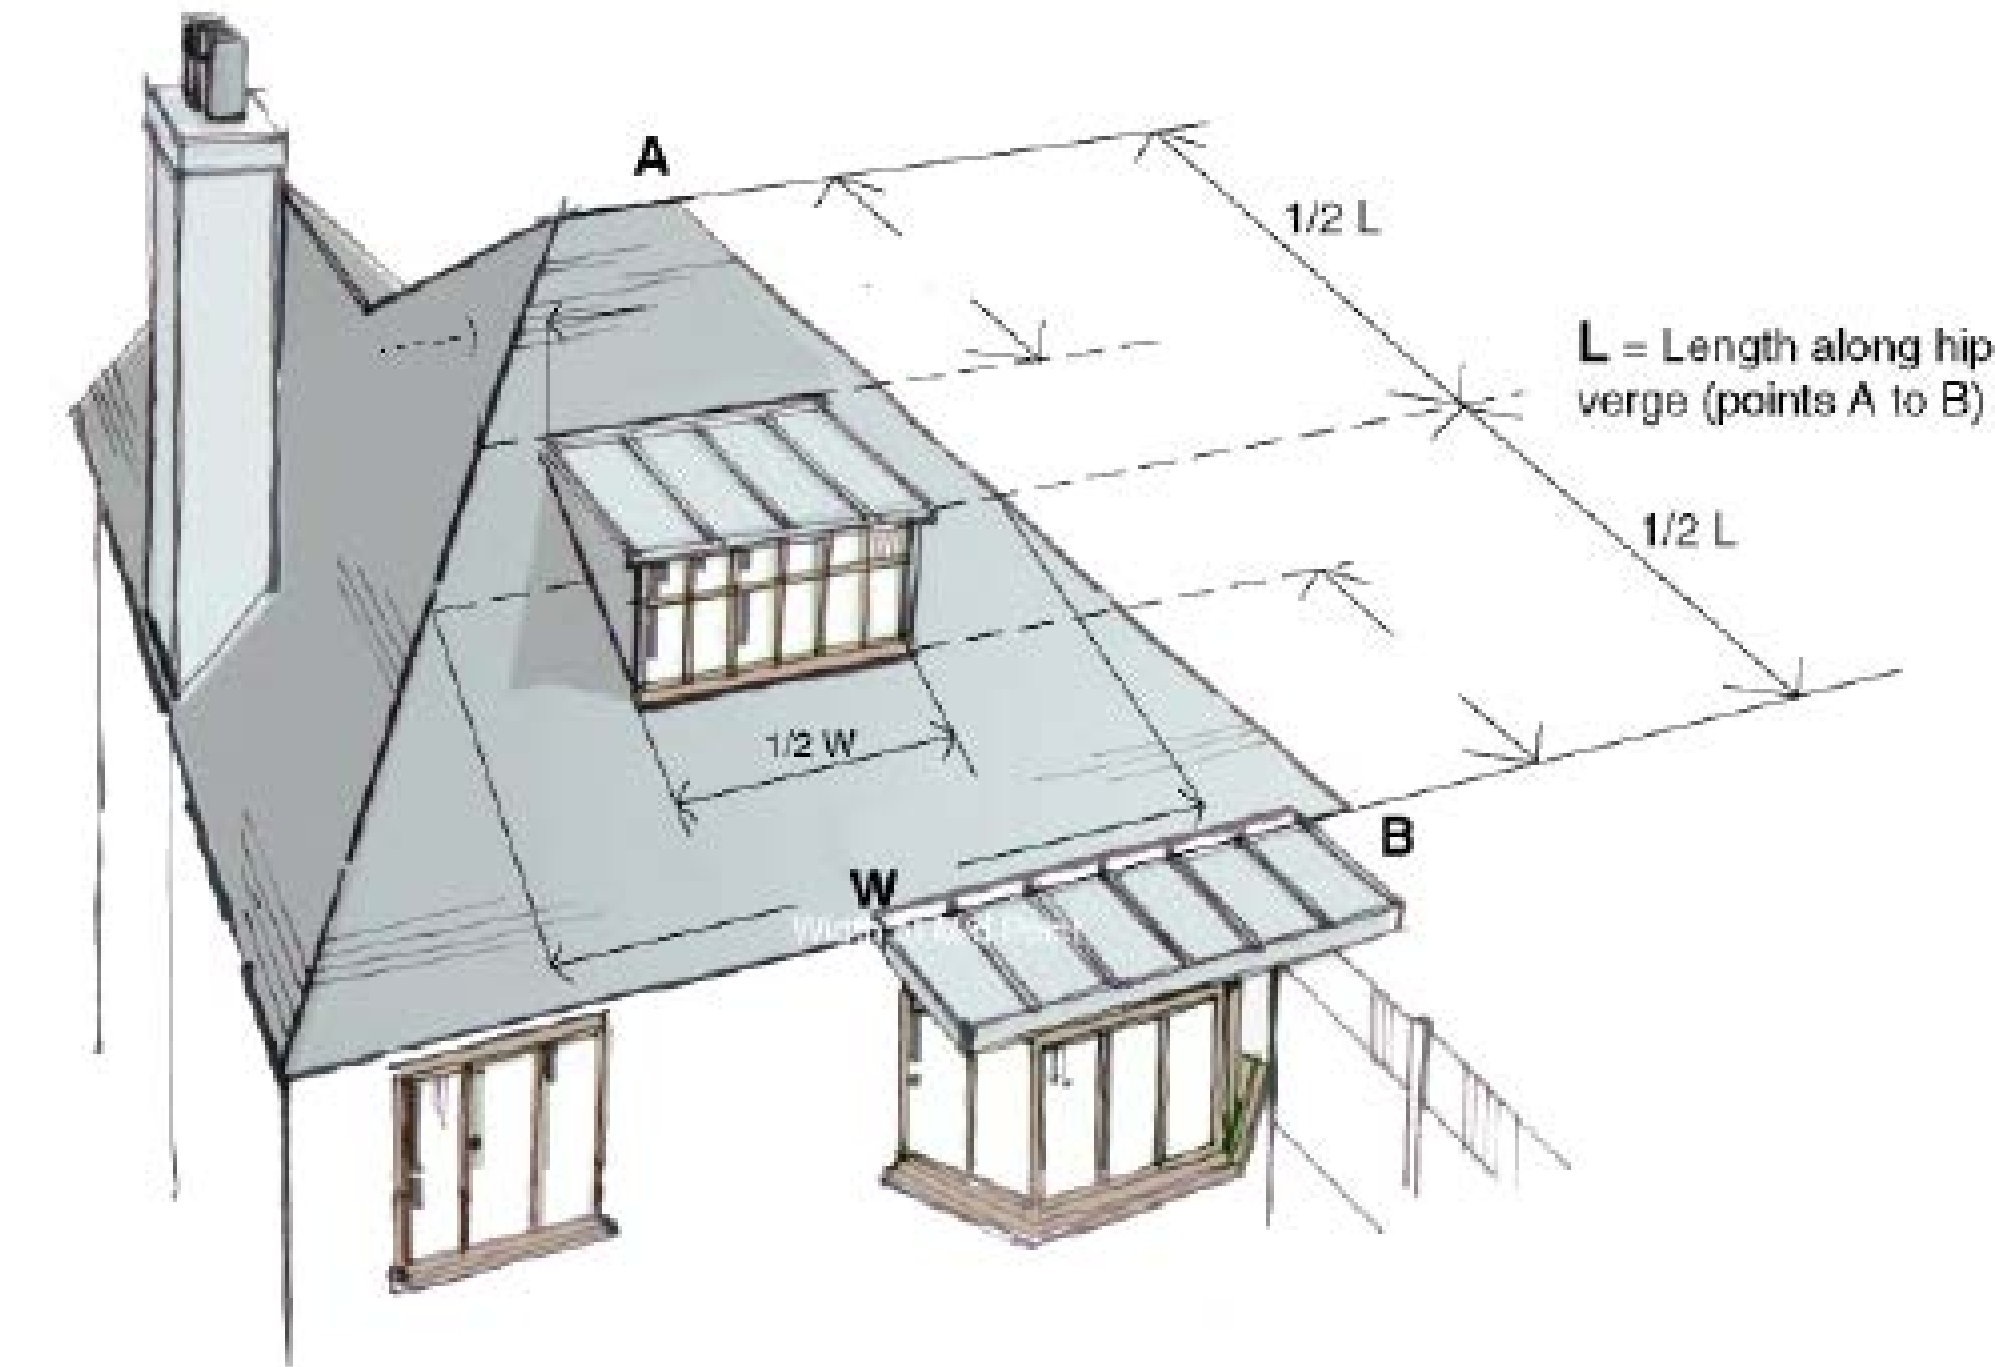 A
1/2 L
L = Length along hip
verge (points A to B)
1/2 L
1/2 W
B
W